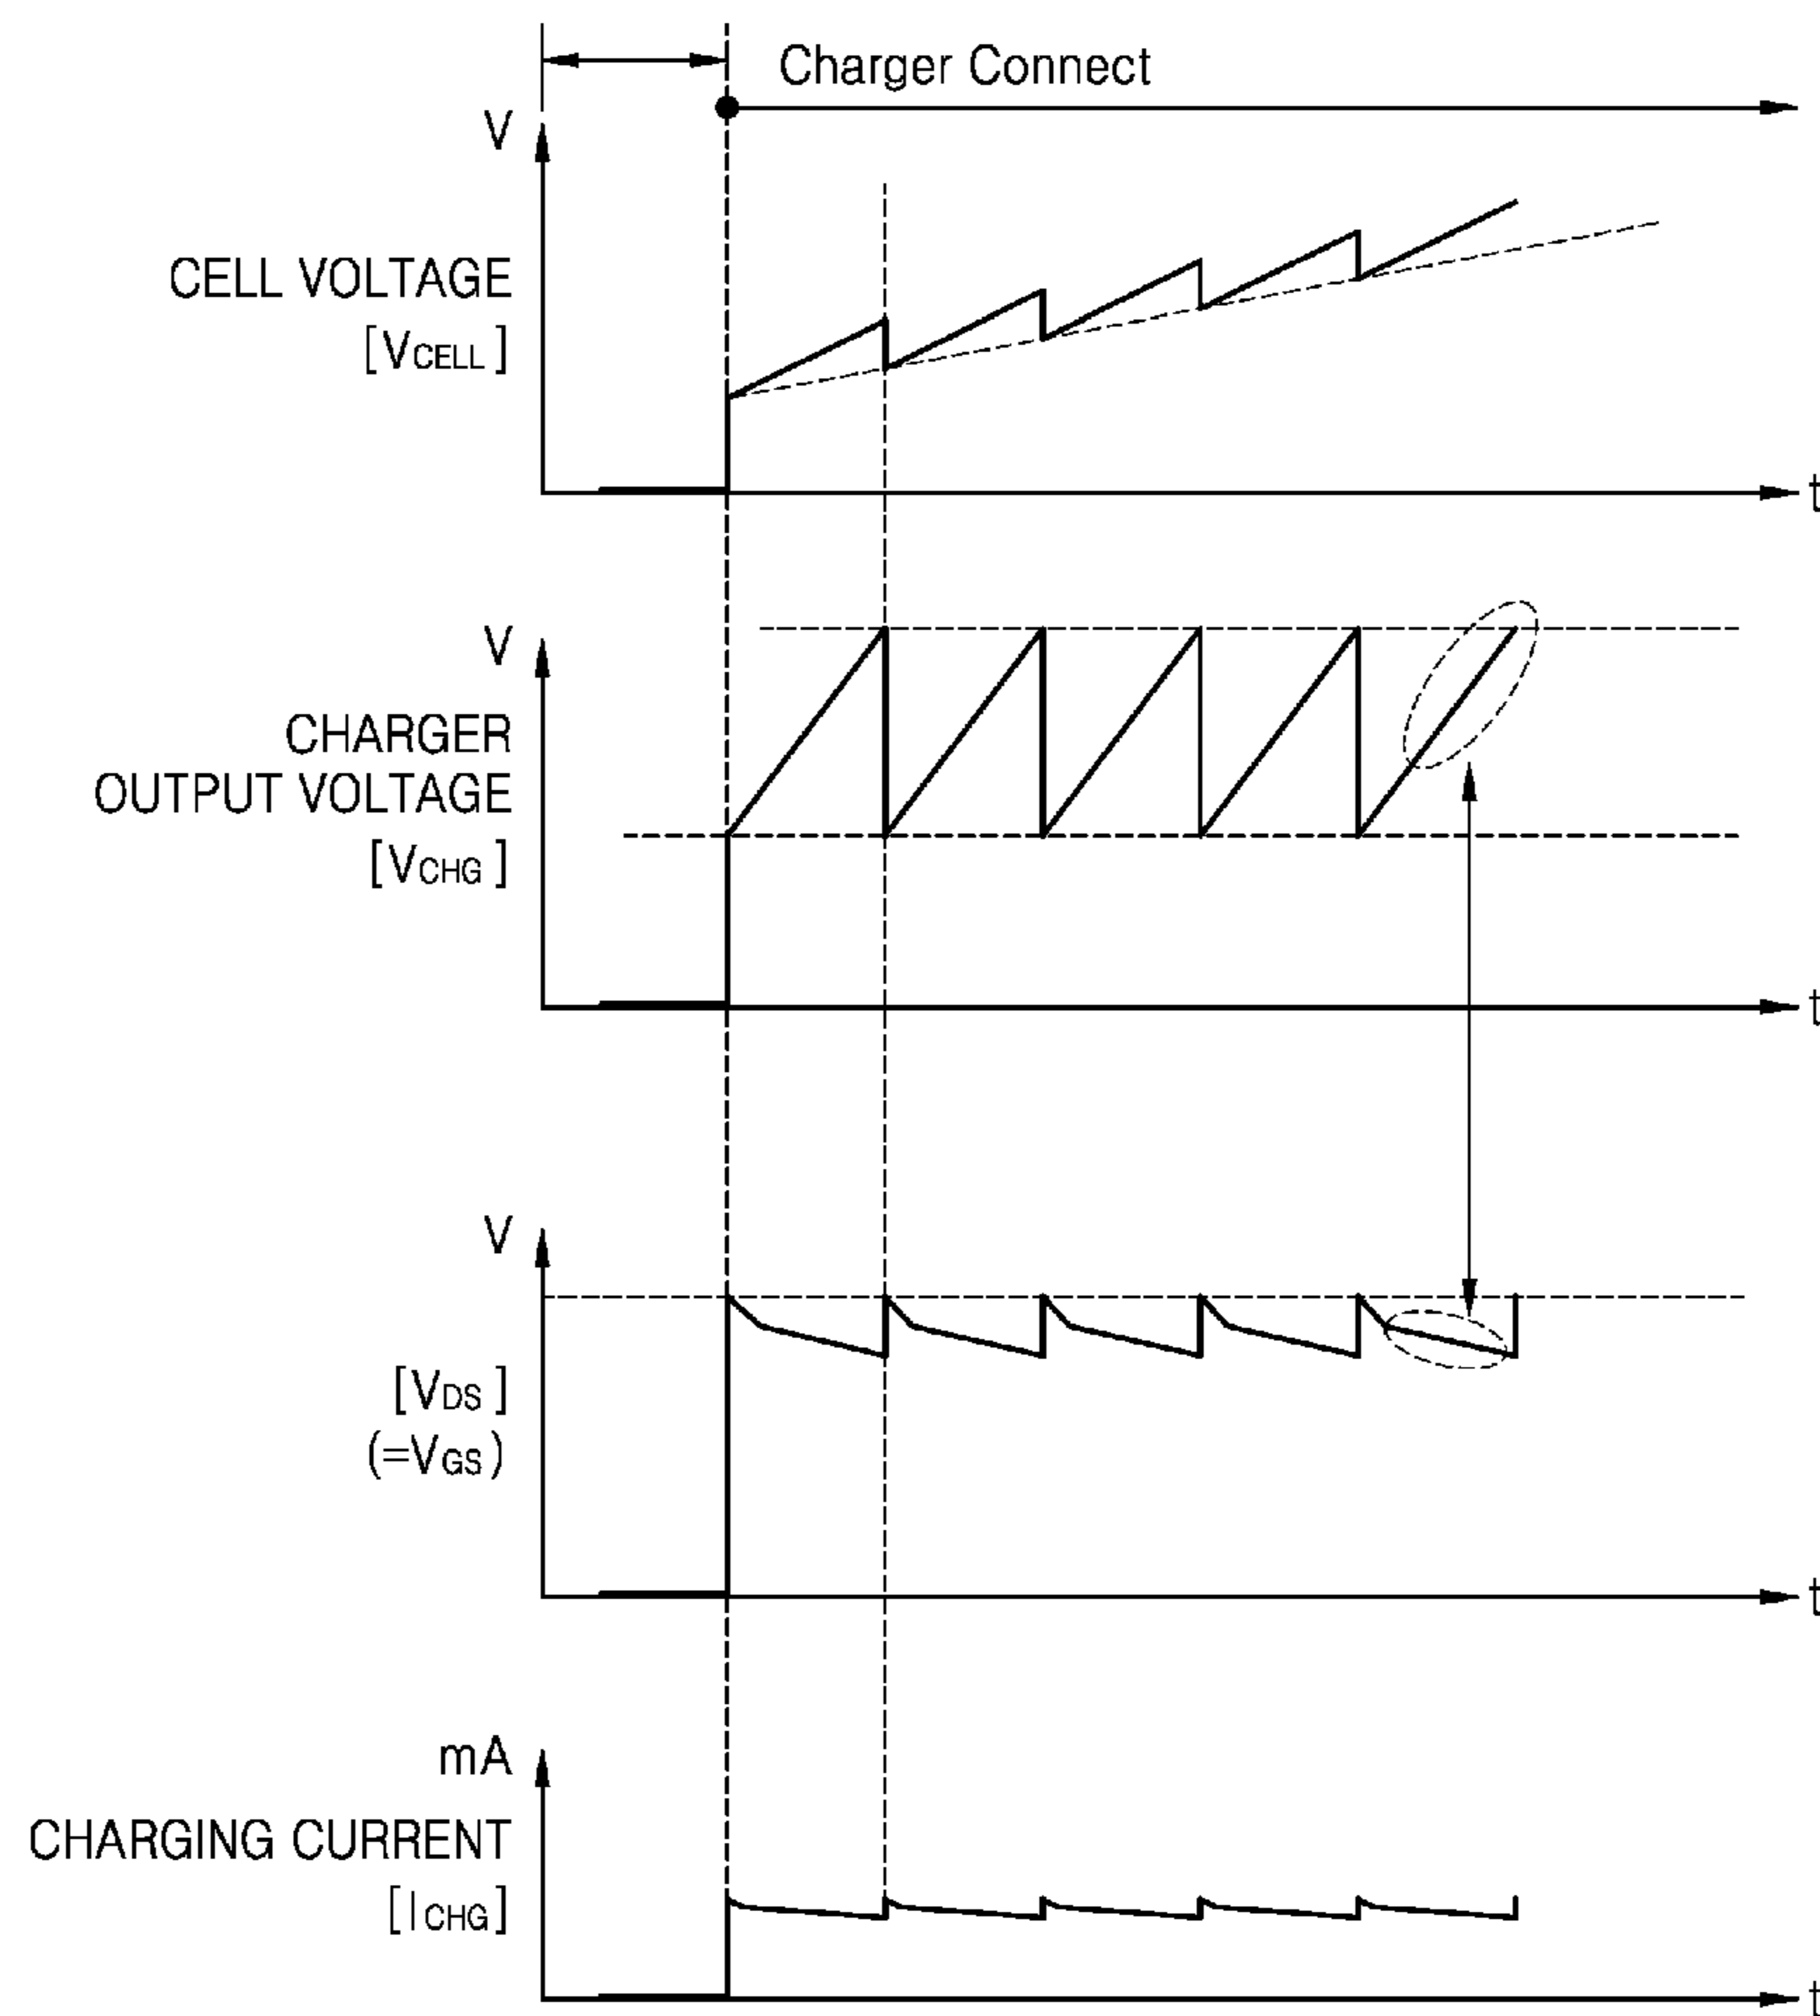 Charger Connect
V
CELL VOLTAGE
[VCELL]
t
V
CHARGER
OUTPUT VOLTAGE
[VCHG]
t
V
[VDS]
(=VGS)
t
mA
CHARGING CURRENT
[ICHG]
t